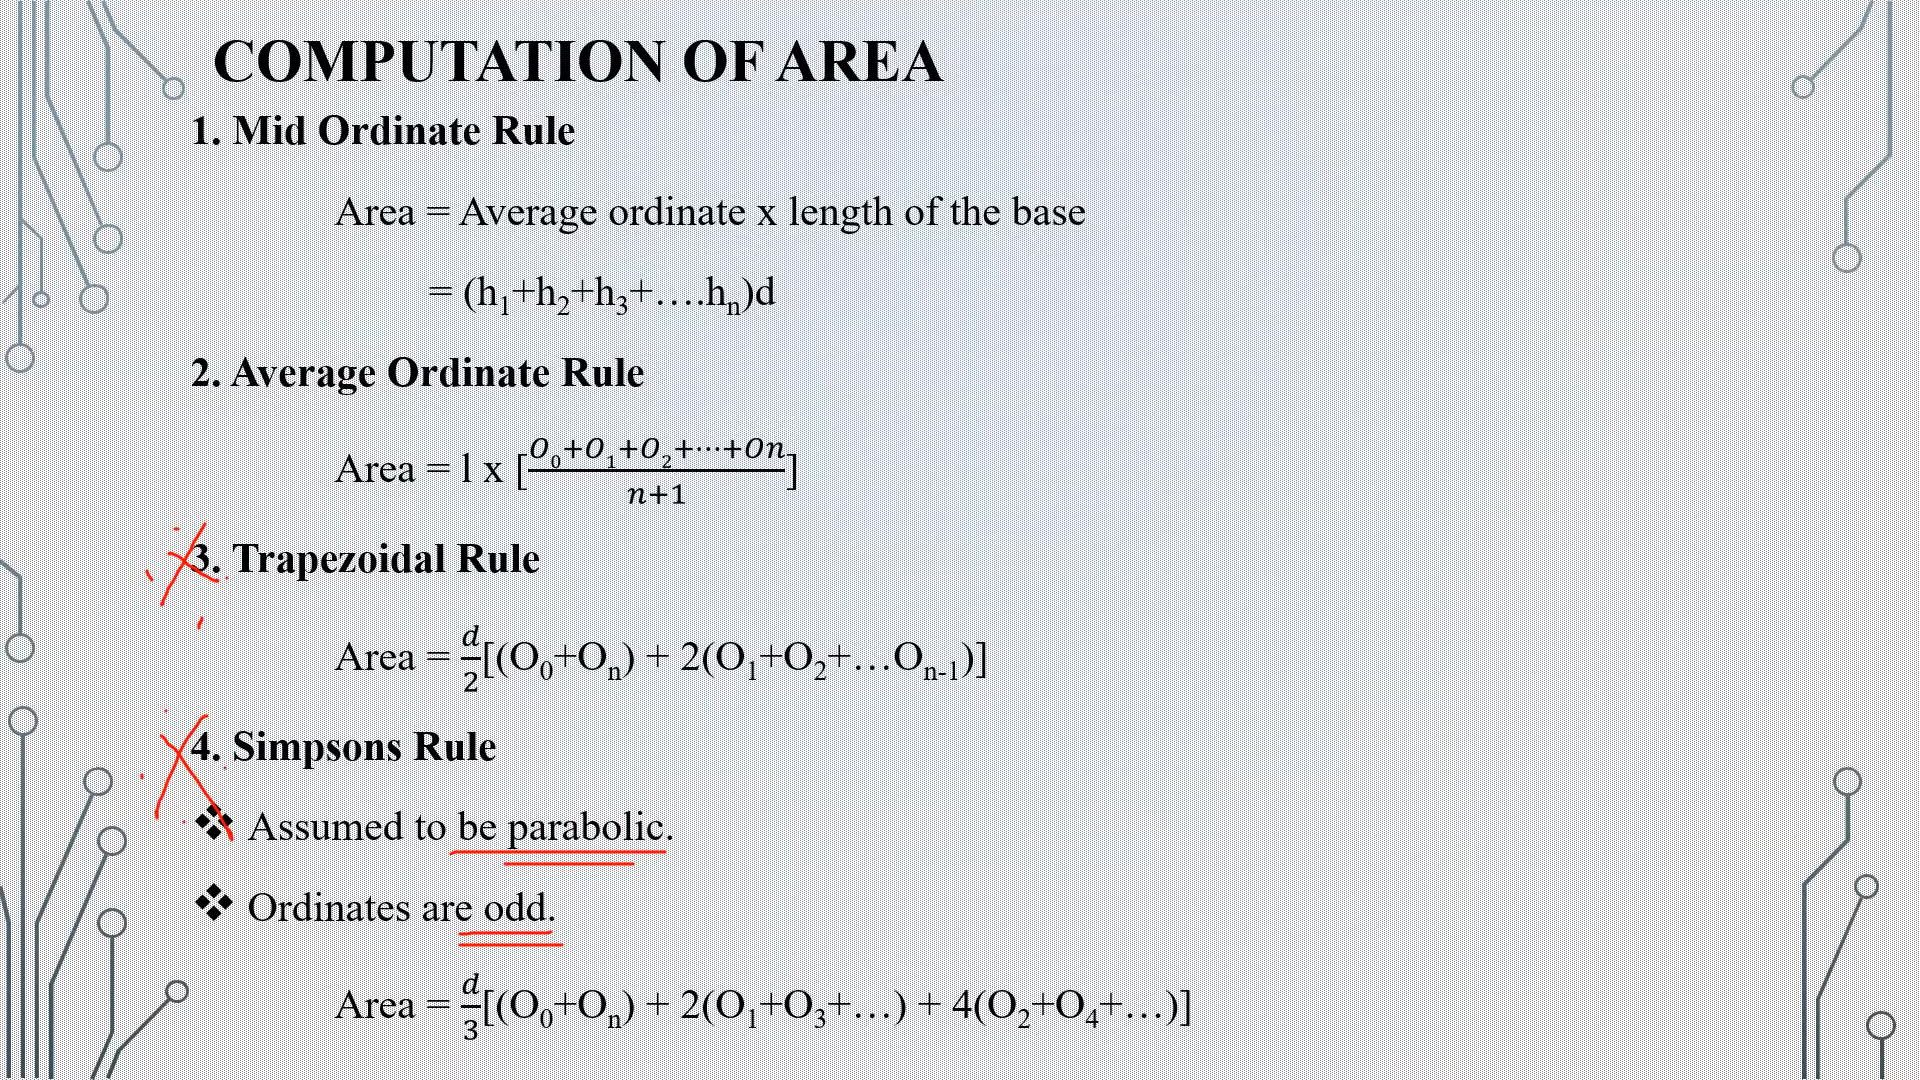 COMPUTATION OF AREA
1. Mid Ordinate Rule
Area = Average ordinate x length of the base
= (h₁+h₂+h₃+….hₙ)d
2. Average Ordinate Rule
Area = l x [(O₀+O₁+O₂+⋯+On)/(n+1)]
3. Trapezoidal Rule
Area = d/2[(O₀+Oₙ) + 2(O₁+O₂+…Oₙ₋₁)]
4. Simpsons Rule
❖ Assumed to be parabolic.
❖ Ordinates are odd.
Area = d/3[(O₀+Oₙ) + 2(O₁+O₃+…) + 4(O₂+O₄+…)]